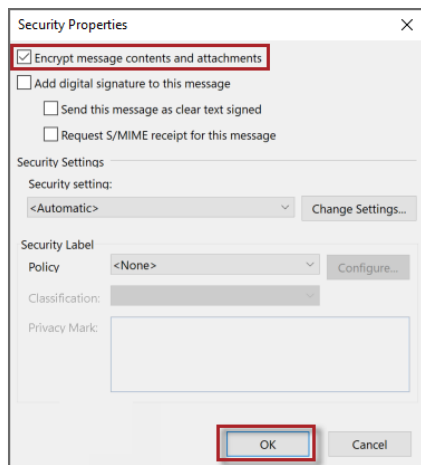 Security Properties
Encrypt message contents and attachments
Add digital signature to this message
Send this message as clear text signed
Request S/MIME receipt for this message
Security Settings
Security setting:
<Automatic>
Change Settings...
Security Label
Policy
<None>
Configure...
Classification:
Privacy Mark:
OK
Cancel